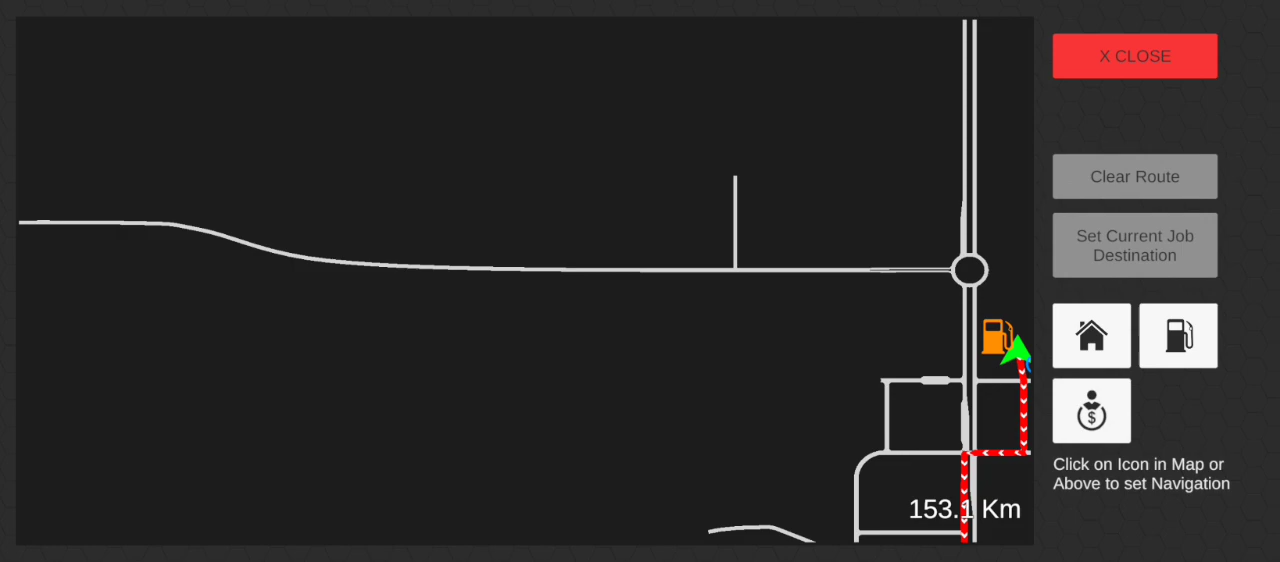 X CLOSE
Clear Route
Set Current Job
Destination
$
Click on Icon in Map or
Above to set Navigation
153.1 Km